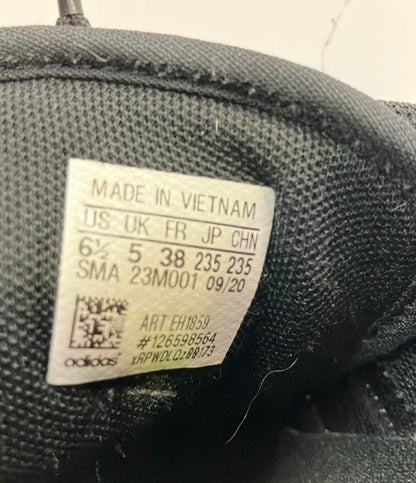 MADE IN VIETNAM
US UK FR JP CHN
6½ 5 38 235 235
SMA 23M001 09/20
ART EH1859
#126598564
adidas